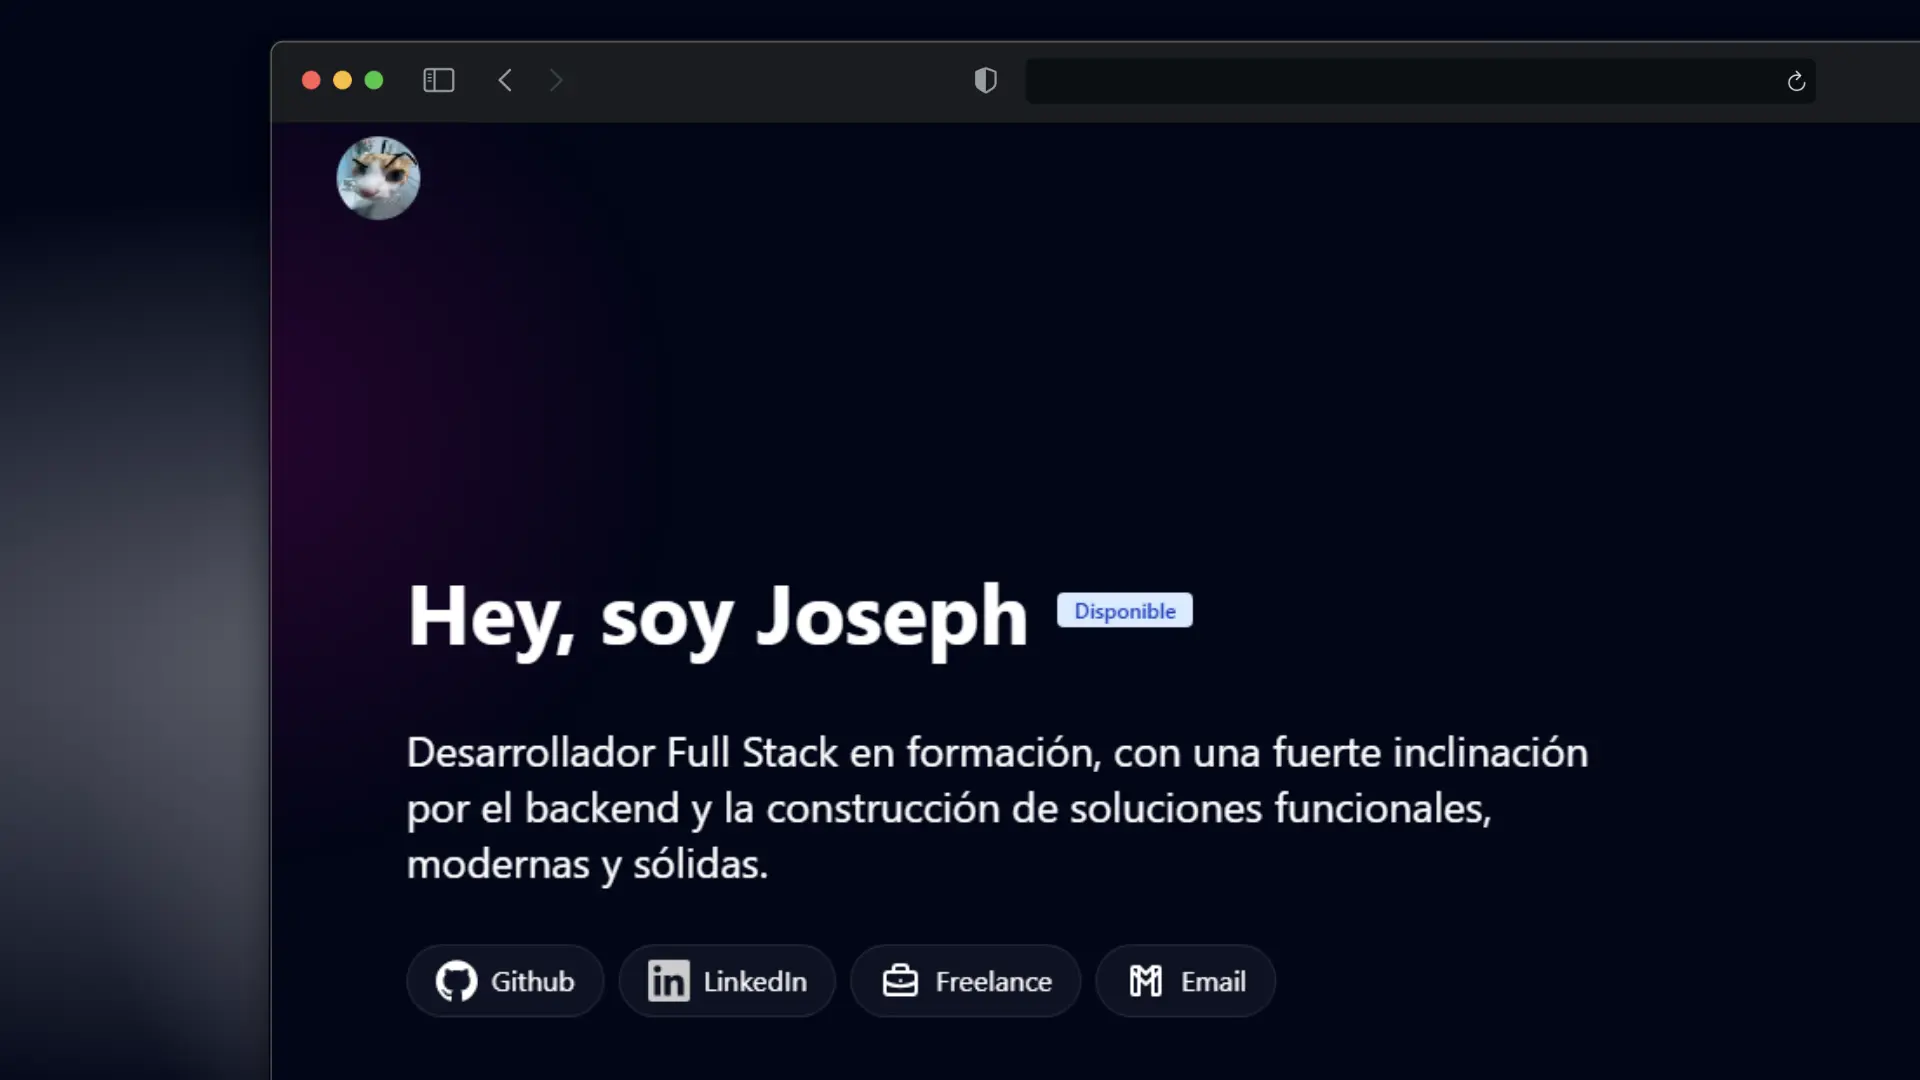 Hey, soy Joseph
Disponible
Desarrollador Full Stack en formación, con una fuerte inclinación
por el backend y la construcción de soluciones funcionales,
modernas y sólidas.
Github
LinkedIn
Freelance
Email